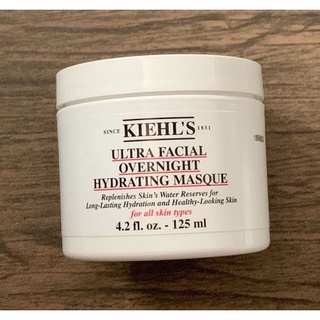 SINCE KIEHL'S 1851
ULTRA FACIAL
OVERNIGHT
HYDRATING MASQUE
Replenishes Skin's Water Reserves for
Long-Lasting Hydration and Healthy-Looking Skin
for all skin types
4.2 fl. oz. - 125 ml